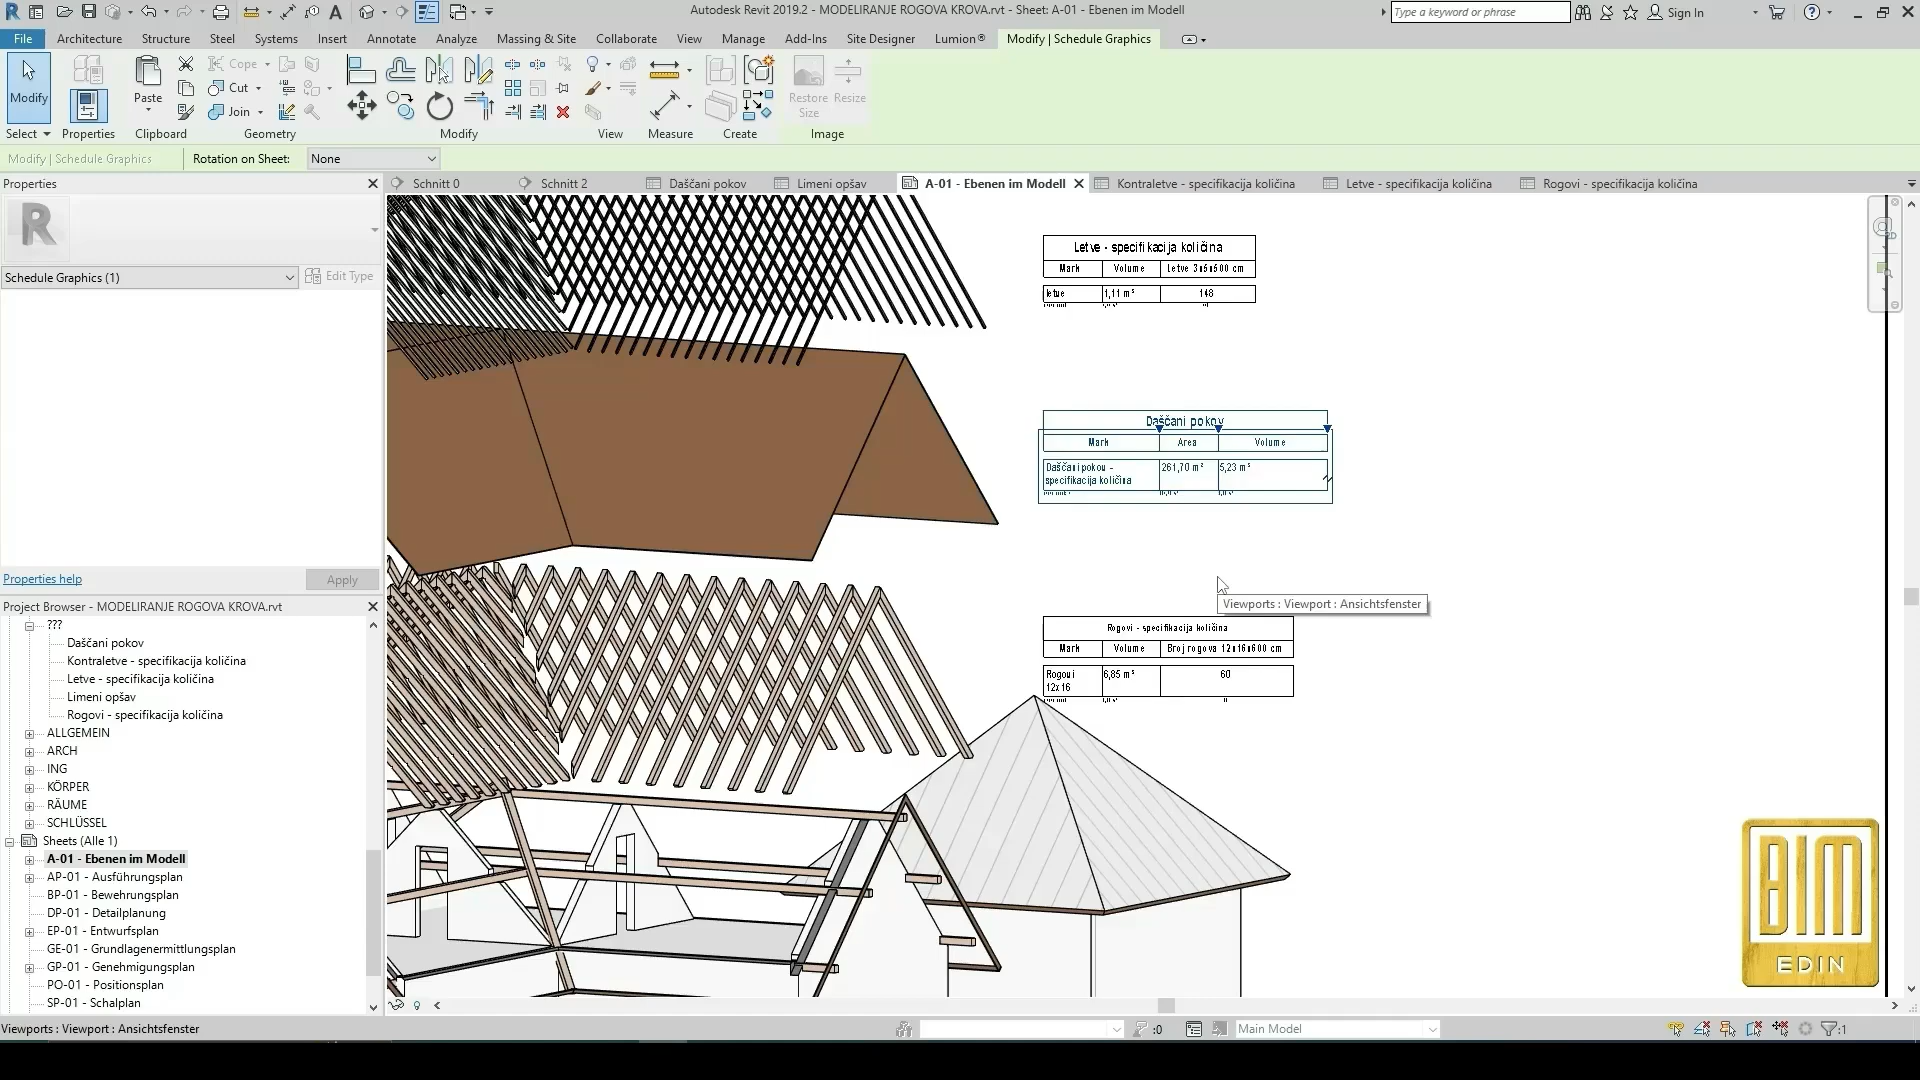 Autodesk Revit 2019.2 - MODELIRANJE ROGOVA KROVA.rvt - Sheet: A-01 - Ebenen im Modell
Type a keyword or phrase
Sign In
File Architecture Structure Steel Systems Insert Annotate Analyze Massing & Site Collaborate View Manage Add-Ins Site Designer Lumion® Modify | Schedule Graphics
Modify
Paste
Cope
Cut
Join
Restore Size
Resize
Select Properties Clipboard Geometry Modify View Measure Create Image
Modify | Schedule Graphics
Rotation on Sheet: None
Properties
Schnitt 0 Schnitt 2 Daščani pokov Limeni opšav A-01 - Ebenen im Modell Kontraletve - specifikacija količina Letve - specifikacija količina Rogovi - specifikacija količina
R
Schedule Graphics (1)
Edit Type
Properties help
Apply
Project Browser - MODELIRANJE ROGOVA KROVA.rvt
???
Daščani pokov
Kontraletve - specifikacija količina
Letve - specifikacija količina
Limeni opšav
Rogovi - specifikacija količina
ALLGEMEIN
ARCH
ING
KÖRPER
RÄUME
SCHLÜSSEL
Sheets (Alle 1)
A-01 - Ebenen im Modell
AP-01 - Ausführungsplan
BP-01 - Bewehrungsplan
DP-01 - Detailplanung
EP-01 - Entwurfsplan
GE-01 - Grundlagenermittlungsplan
GP-01 - Genehmigungsplan
PO-01 - Positionsplan
SP-01 - Schalplan
Letve - specifikacija količina
Mark Volume Letve 3x5x600 cm
letve 1,11 m³ 148
Daščani pokov
Mark Area Volume
Daščani pokov - 261,70 m² 5,23 m³
specifikacija količina
Viewports : Viewport : Ansichtsfenster
Rogovi - specifikacija količina
Mark Volume Broj rogova 12x16x600 cm
Rogovi 6,85 m³ 60
12x16
BIM
EDIN
Viewports : Viewport : Ansichtsfenster
:0
Main Model
:1